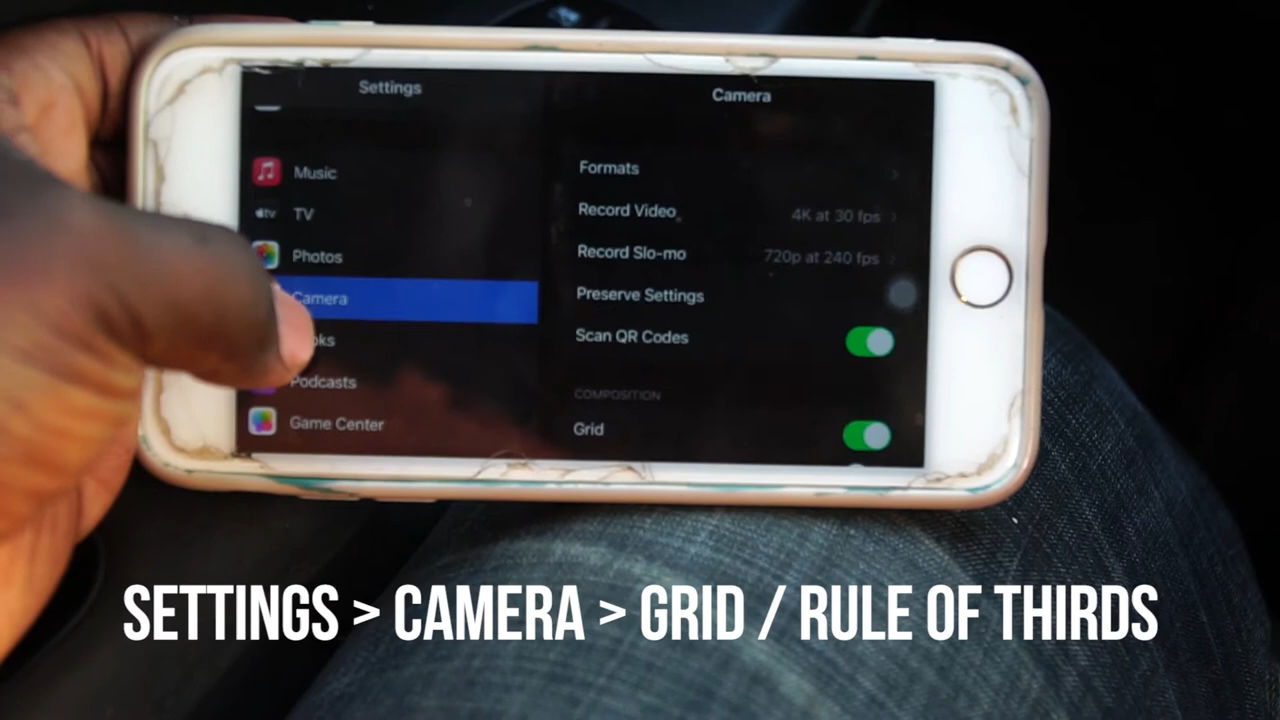 Settings
Camera
Music
TV
Photos
Camera
Podcasts
Game Center
Formats
Record Video 4K at 30 fps
Record Slo-mo 720p at 240 fps
Preserve Settings
Scan QR Codes
COMPOSITION
Grid
SETTINGS > CAMERA > GRID / RULE OF THIRDS